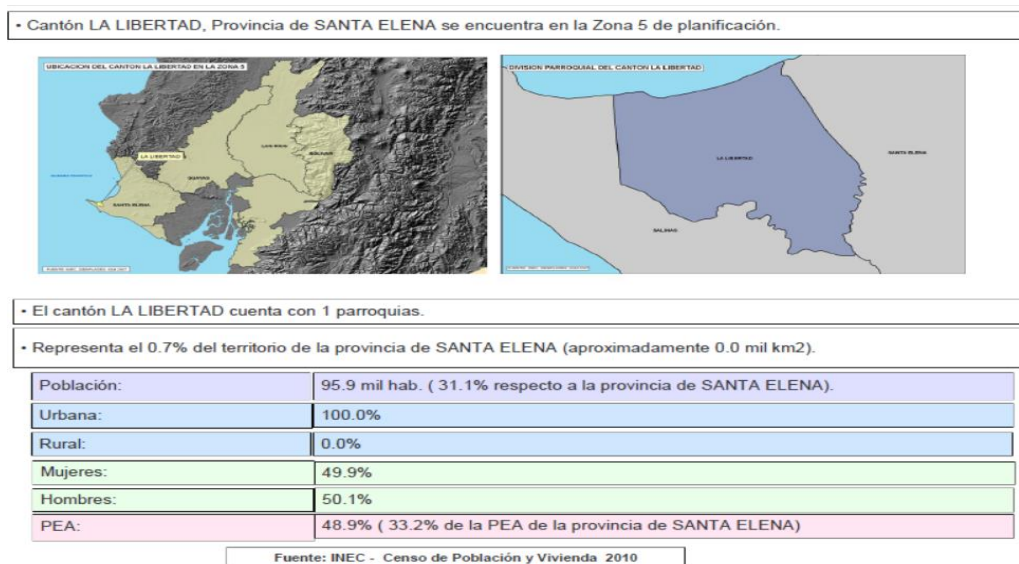 • Cantón LA LIBERTAD, Provincia de SANTA ELENA se encuentra en la Zona 5 de planificación.
UBICACION DEL CANTON LA LIBERTAD EN LA ZONA 5
LA LIBERTAD
LOS RIOS
BOLIVAR
GUAYAS
SANTA ELENA
DIVISION PARROQUIAL DEL CANTON LA LIBERTAD
LA LIBERTAD
SANTA ELENA
SALINAS
• El cantón LA LIBERTAD cuenta con 1 parroquias.
• Representa el 0.7% del territorio de la provincia de SANTA ELENA (aproximadamente 0.0 mil km2).
Población: 95.9 mil hab. ( 31.1% respecto a la provincia de SANTA ELENA).
Urbana: 100.0%
Rural: 0.0%
Mujeres: 49.9%
Hombres: 50.1%
PEA: 48.9% ( 33.2% de la PEA de la provincia de SANTA ELENA)
Fuente: INEC - Censo de Población y Vivienda 2010